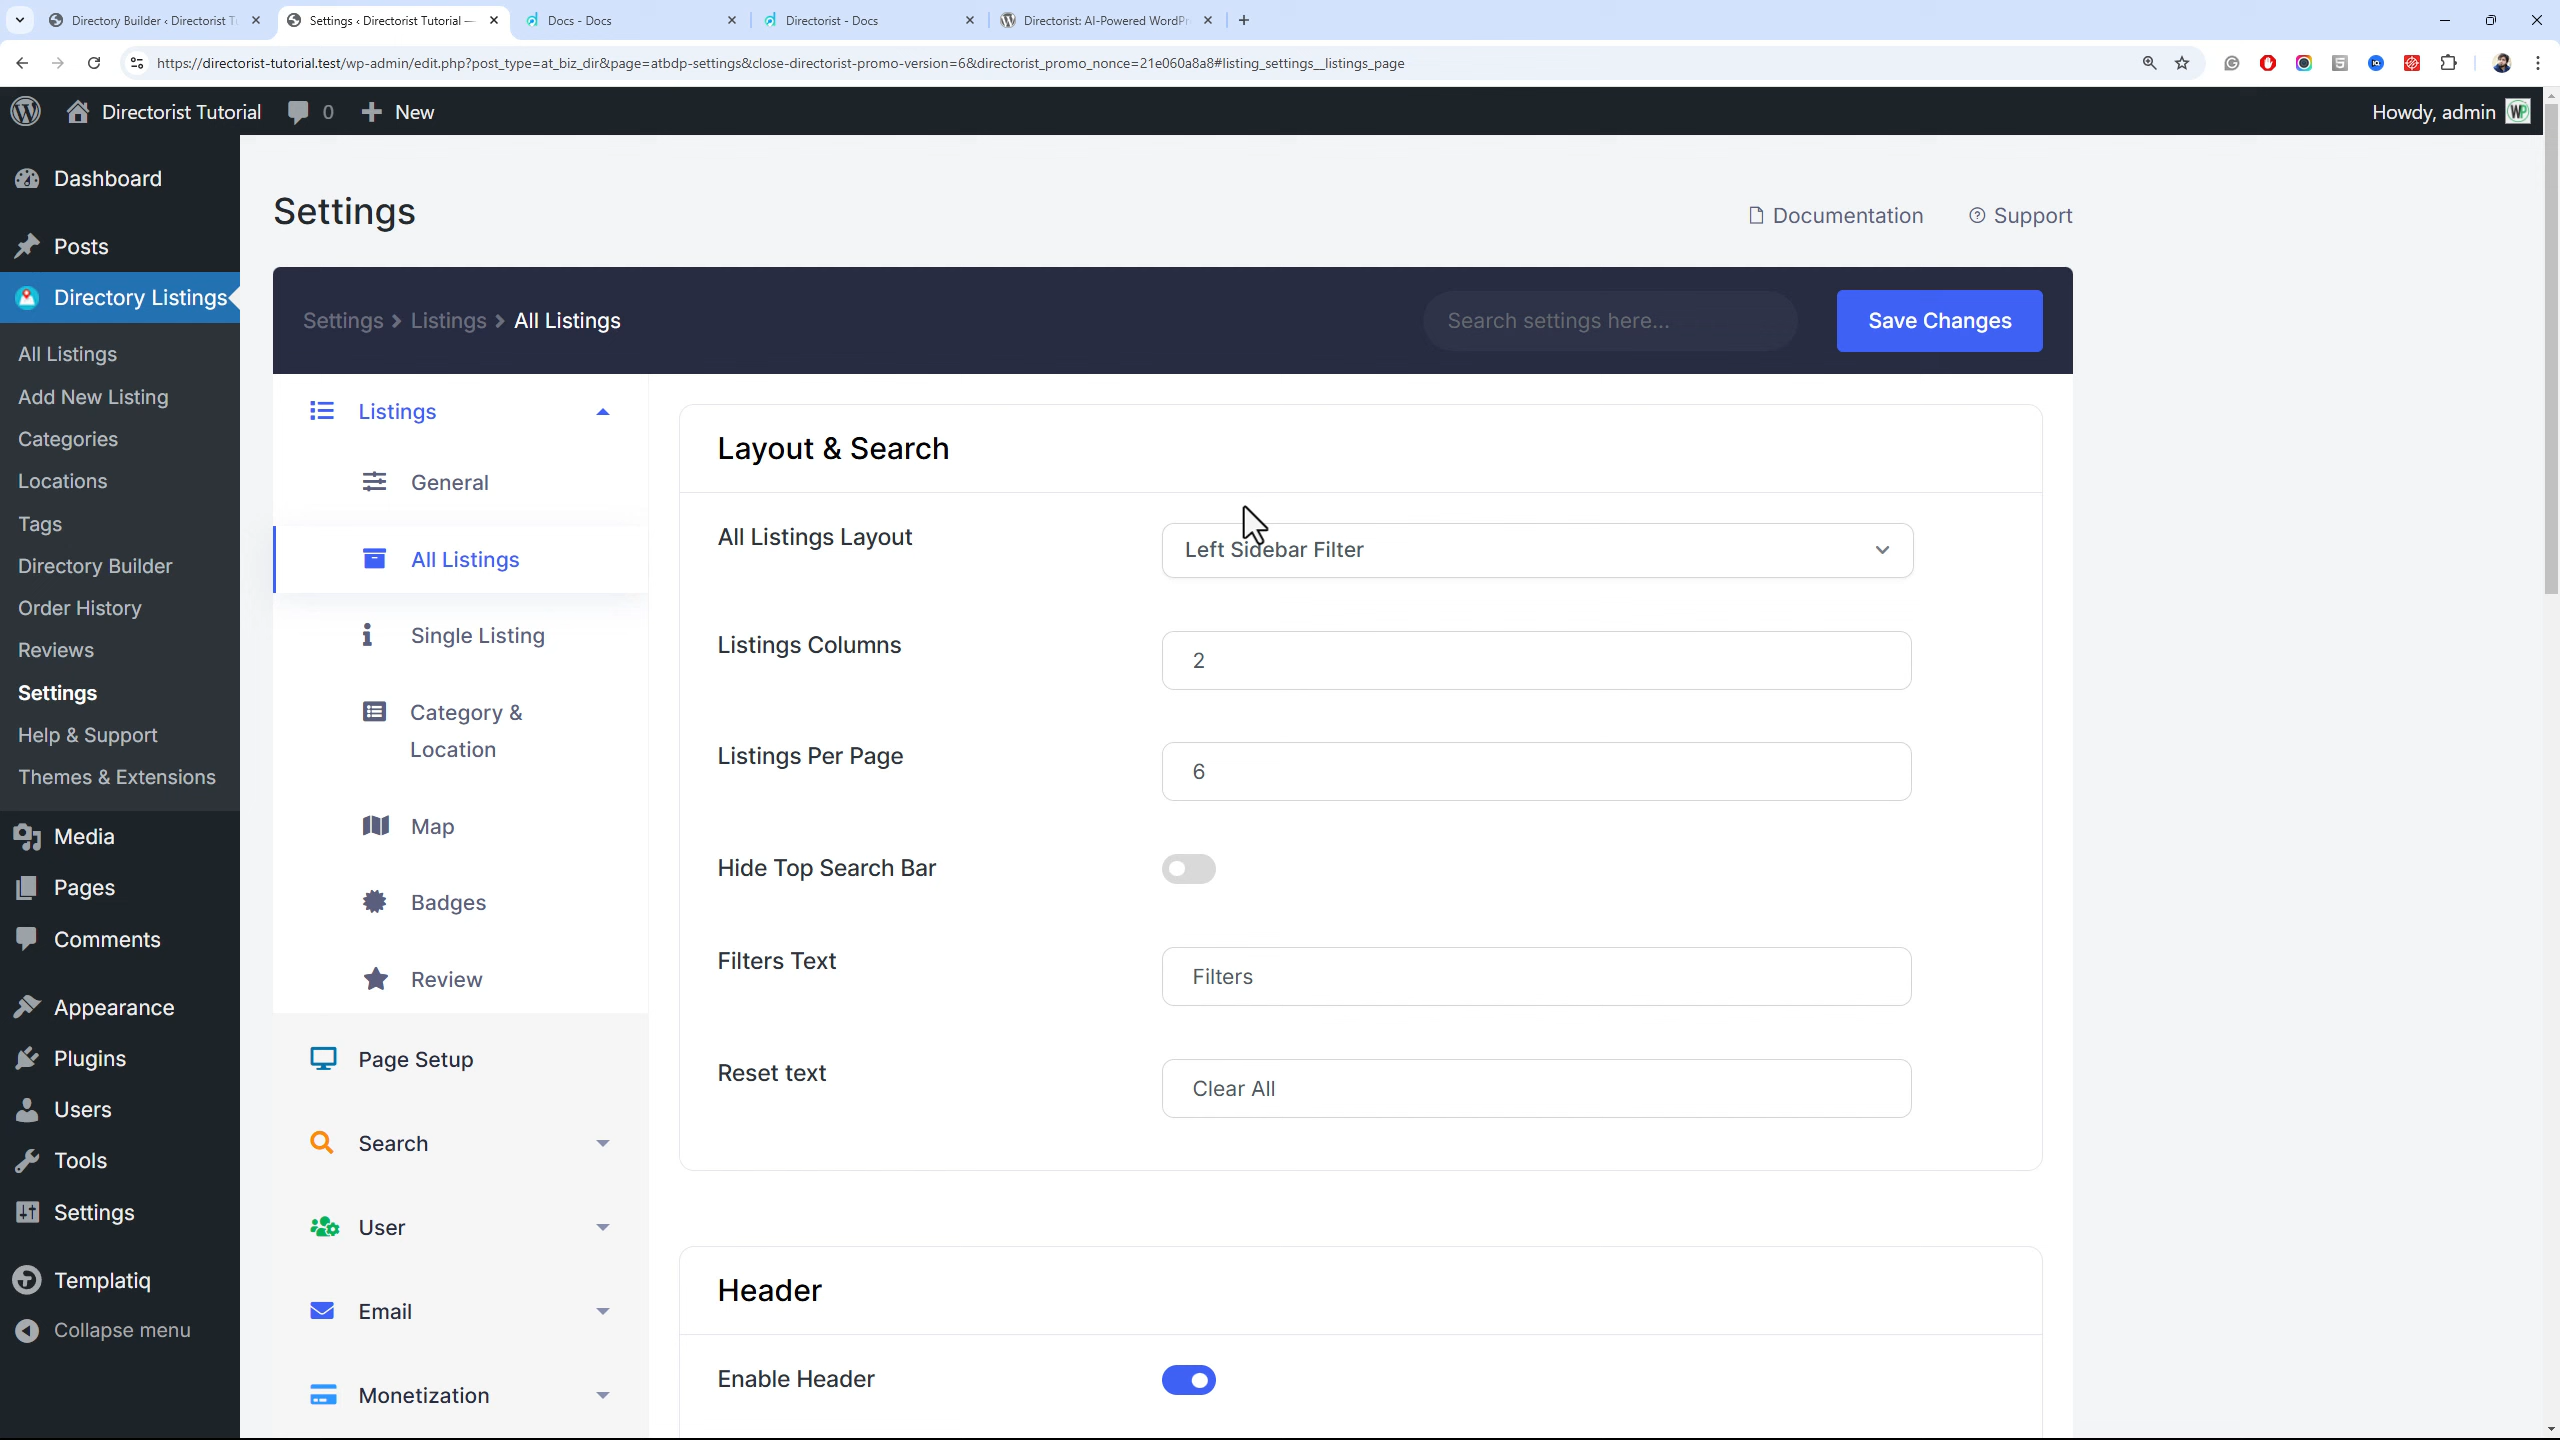 Directory Builder ‹ Directorist T
Settings ‹ Directorist Tutorial —
Docs - Docs
Directorist - Docs
Directorist: AI-Powered WordPr
https://directorist-tutorial.test/wp-admin/edit.php?post_type=at_biz_dir&page=atbdp-settings&close-directorist-promo-version=6&directorist_promo_nonce=21e060a8a8#listing_settings__listings_page
Directorist Tutorial
0
New
Howdy, admin
Dashboard
Posts
Directory Listings
All Listings
Add New Listing
Categories
Locations
Tags
Directory Builder
Order History
Reviews
Settings
Help & Support
Themes & Extensions
Media
Pages
Comments
Appearance
Plugins
Users
Tools
Settings
Templatiq
Collapse menu
Settings
Documentation
Support
Settings > Listings > All Listings
Search settings here...
Save Changes
Listings
General
All Listings
Single Listing
Category &
Location
Map
Badges
Review
Page Setup
Search
User
Email
Monetization
Layout & Search
All Listings Layout
Left Sidebar Filter
Listings Columns
2
Listings Per Page
6
Hide Top Search Bar
Filters Text
Filters
Reset text
Clear All
Header
Enable Header